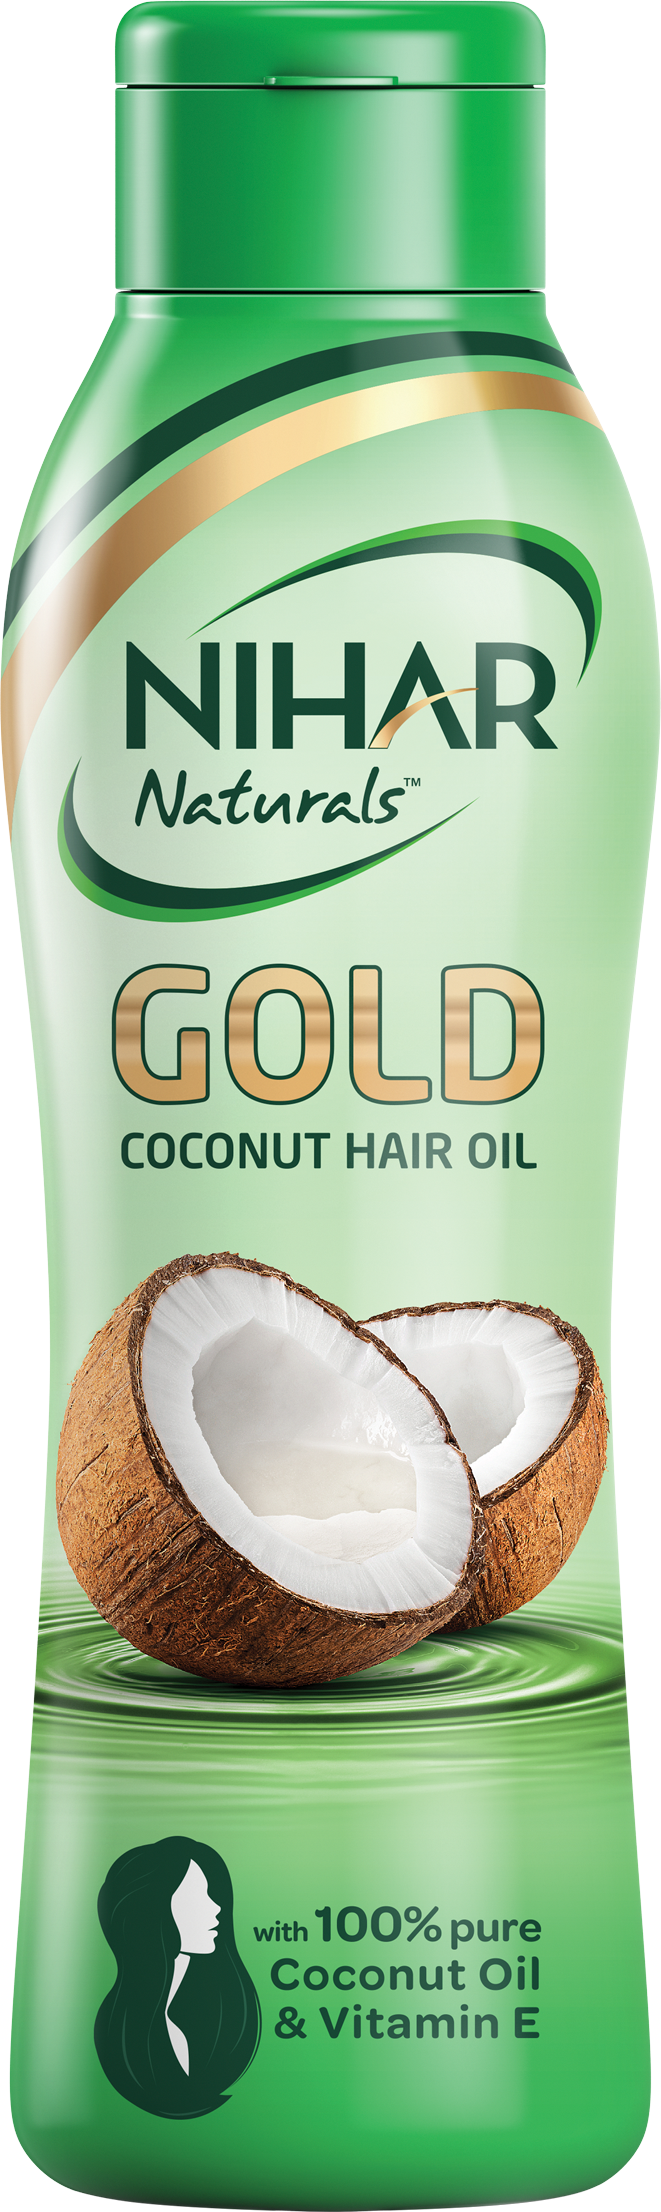 NIHAR
Naturals™
GOLD
COCONUT HAIR OIL
with 100% pure
Coconut Oil
& Vitamin E